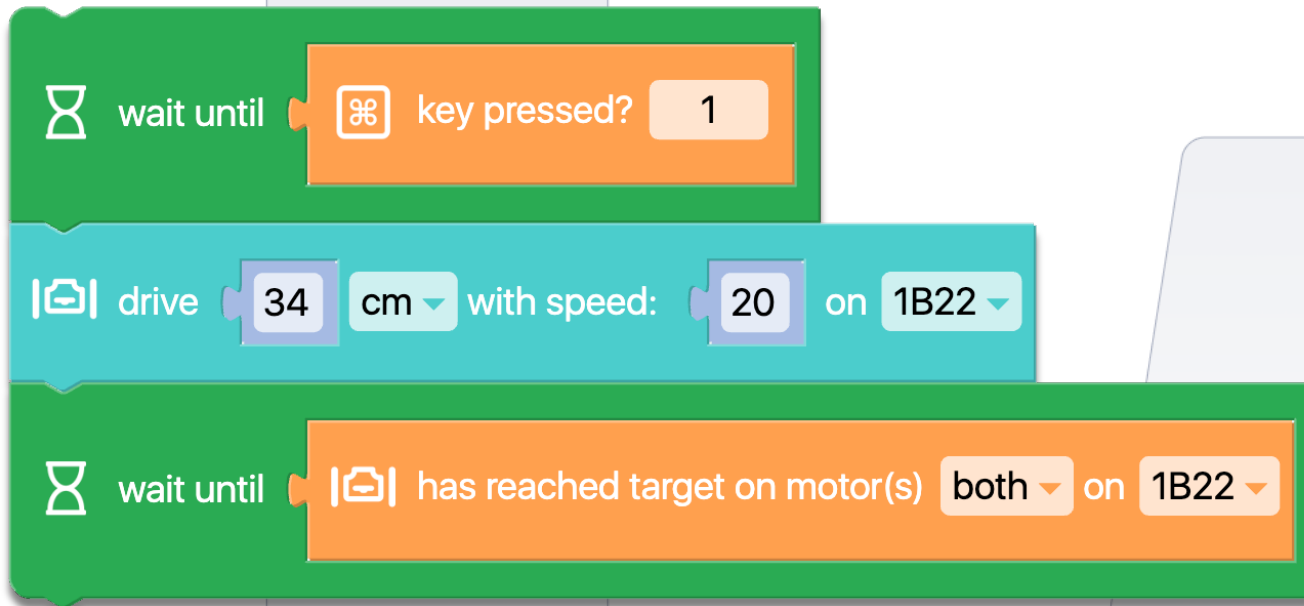 wait until key pressed? 1
drive 34 cm with speed: 20 on 1B22
wait until has reached target on motor(s) both on 1B22